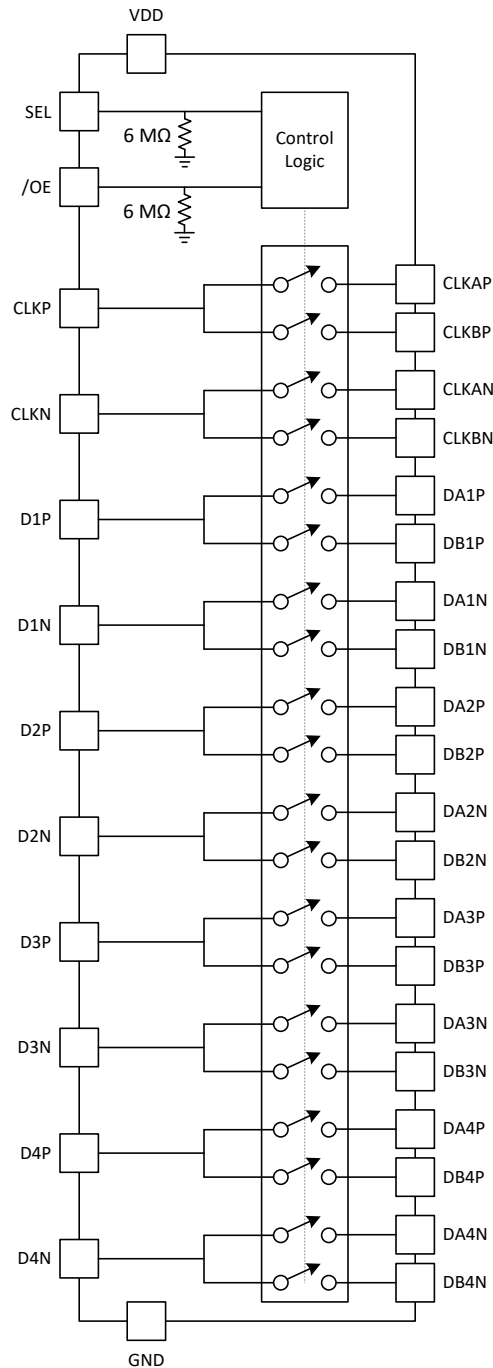 VDD
SEL
6 MΩ
Control
Logic
/OE
6 MΩ
CLKP
CLKAP
CLKBP
CLKN
CLKAN
CLKBN
D1P
DA1P
DB1P
D1N
DA1N
DB1N
D2P
DA2P
DB2P
D2N
DA2N
DB2N
D3P
DA3P
DB3P
D3N
DA3N
DB3N
D4P
DA4P
DB4P
D4N
DA4N
DB4N
GND